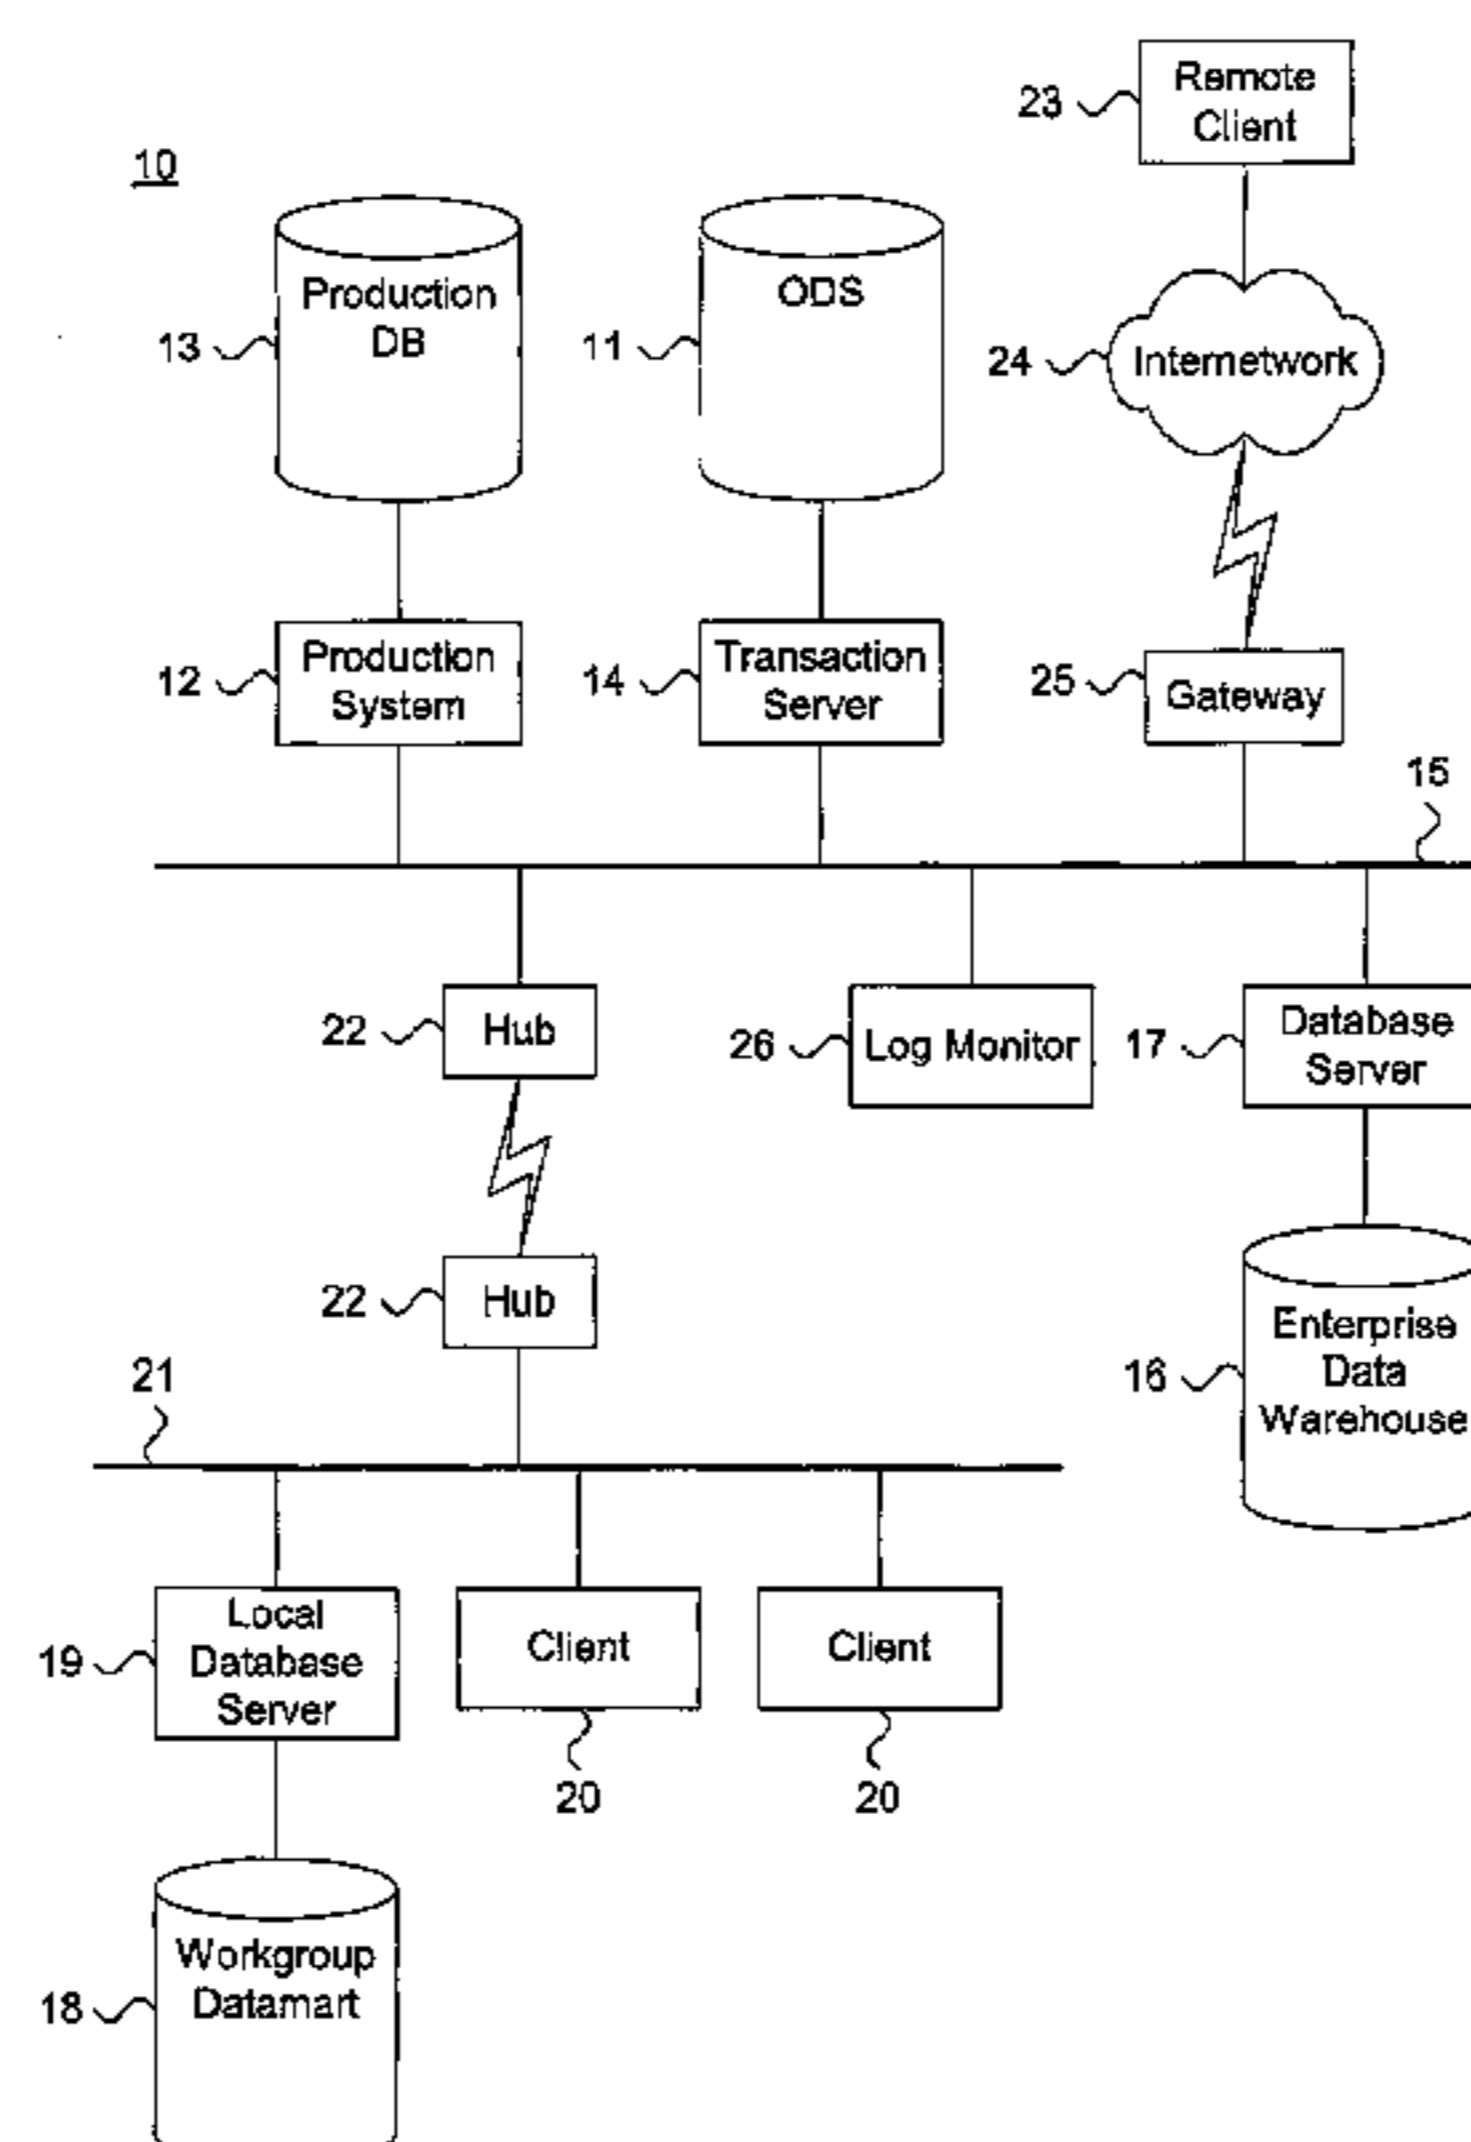 23
Remote
Client
10
Production
DB
13
ODS
11
24
Internetwork
12
Production
System
14
Transaction
Server
25
Gateway
15
22
Hub
26
Log Monitor
17
Database
Server
22
Hub
21
16
Enterprise
Data
Warehouse
19
Local
Database
Server
Client
Client
20
20
18
Workgroup
Datamart